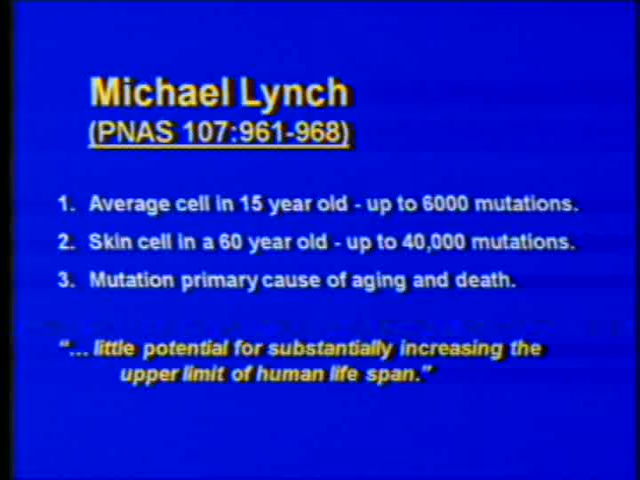 Michael Lynch
(PNAS 107:961-968)
1. Average cell in 15 year old - up to 6000 mutations.
2. Skin cell in a 60 year old - up to 40,000 mutations.
3. Mutation primary cause of aging and death.
"... little potential for substantially increasing the
upper limit of human life span."